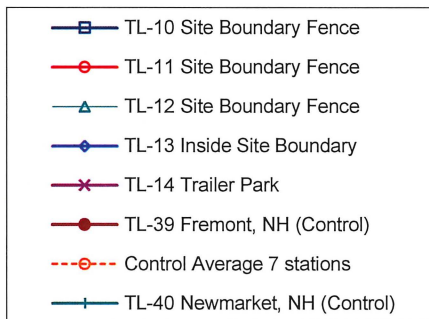 TL-10 Site Boundary Fence
TL-11 Site Boundary Fence
TL-12 Site Boundary Fence
TL-13 Inside Site Boundary
TL-14 Trailer Park
TL-39 Fremont, NH (Control)
Control Average 7 stations
TL-40 Newmarket, NH (Control)